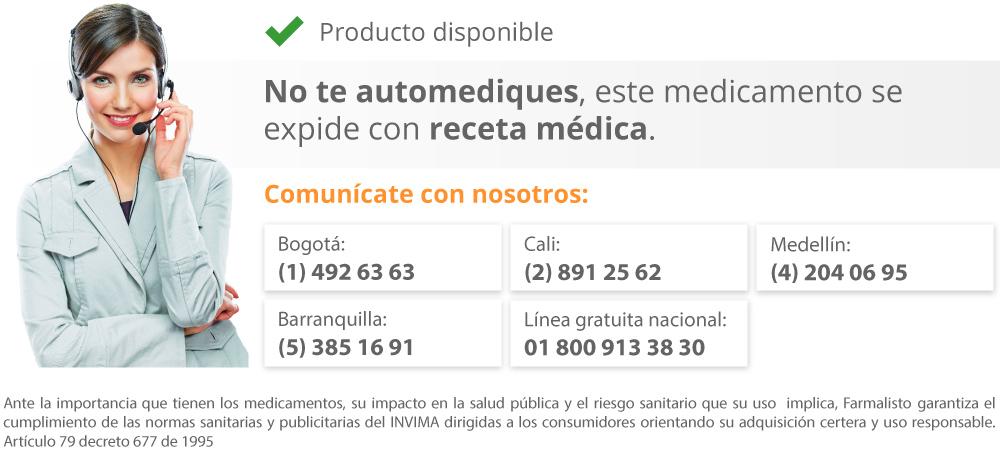 Producto disponible
No te automediques, este medicamento se
expide con receta médica.
Comunícate con nosotros:
Bogotá:
(1) 492 63 63
Cali:
(2) 891 25 62
Medellín:
(4) 204 06 95
Barranquilla:
(5) 385 16 91
Línea gratuita nacional:
01 800 913 38 30
Ante la importancia que tienen los medicamentos, su impacto en la salud pública y el riesgo sanitario que su uso implica, Farmalisto garantiza el
cumplimiento de las normas sanitarias y publicitarias del INVIMA dirigidas a los consumidores orientando su adquisición certera y uso responsable.
Artículo 79 decreto 677 de 1995